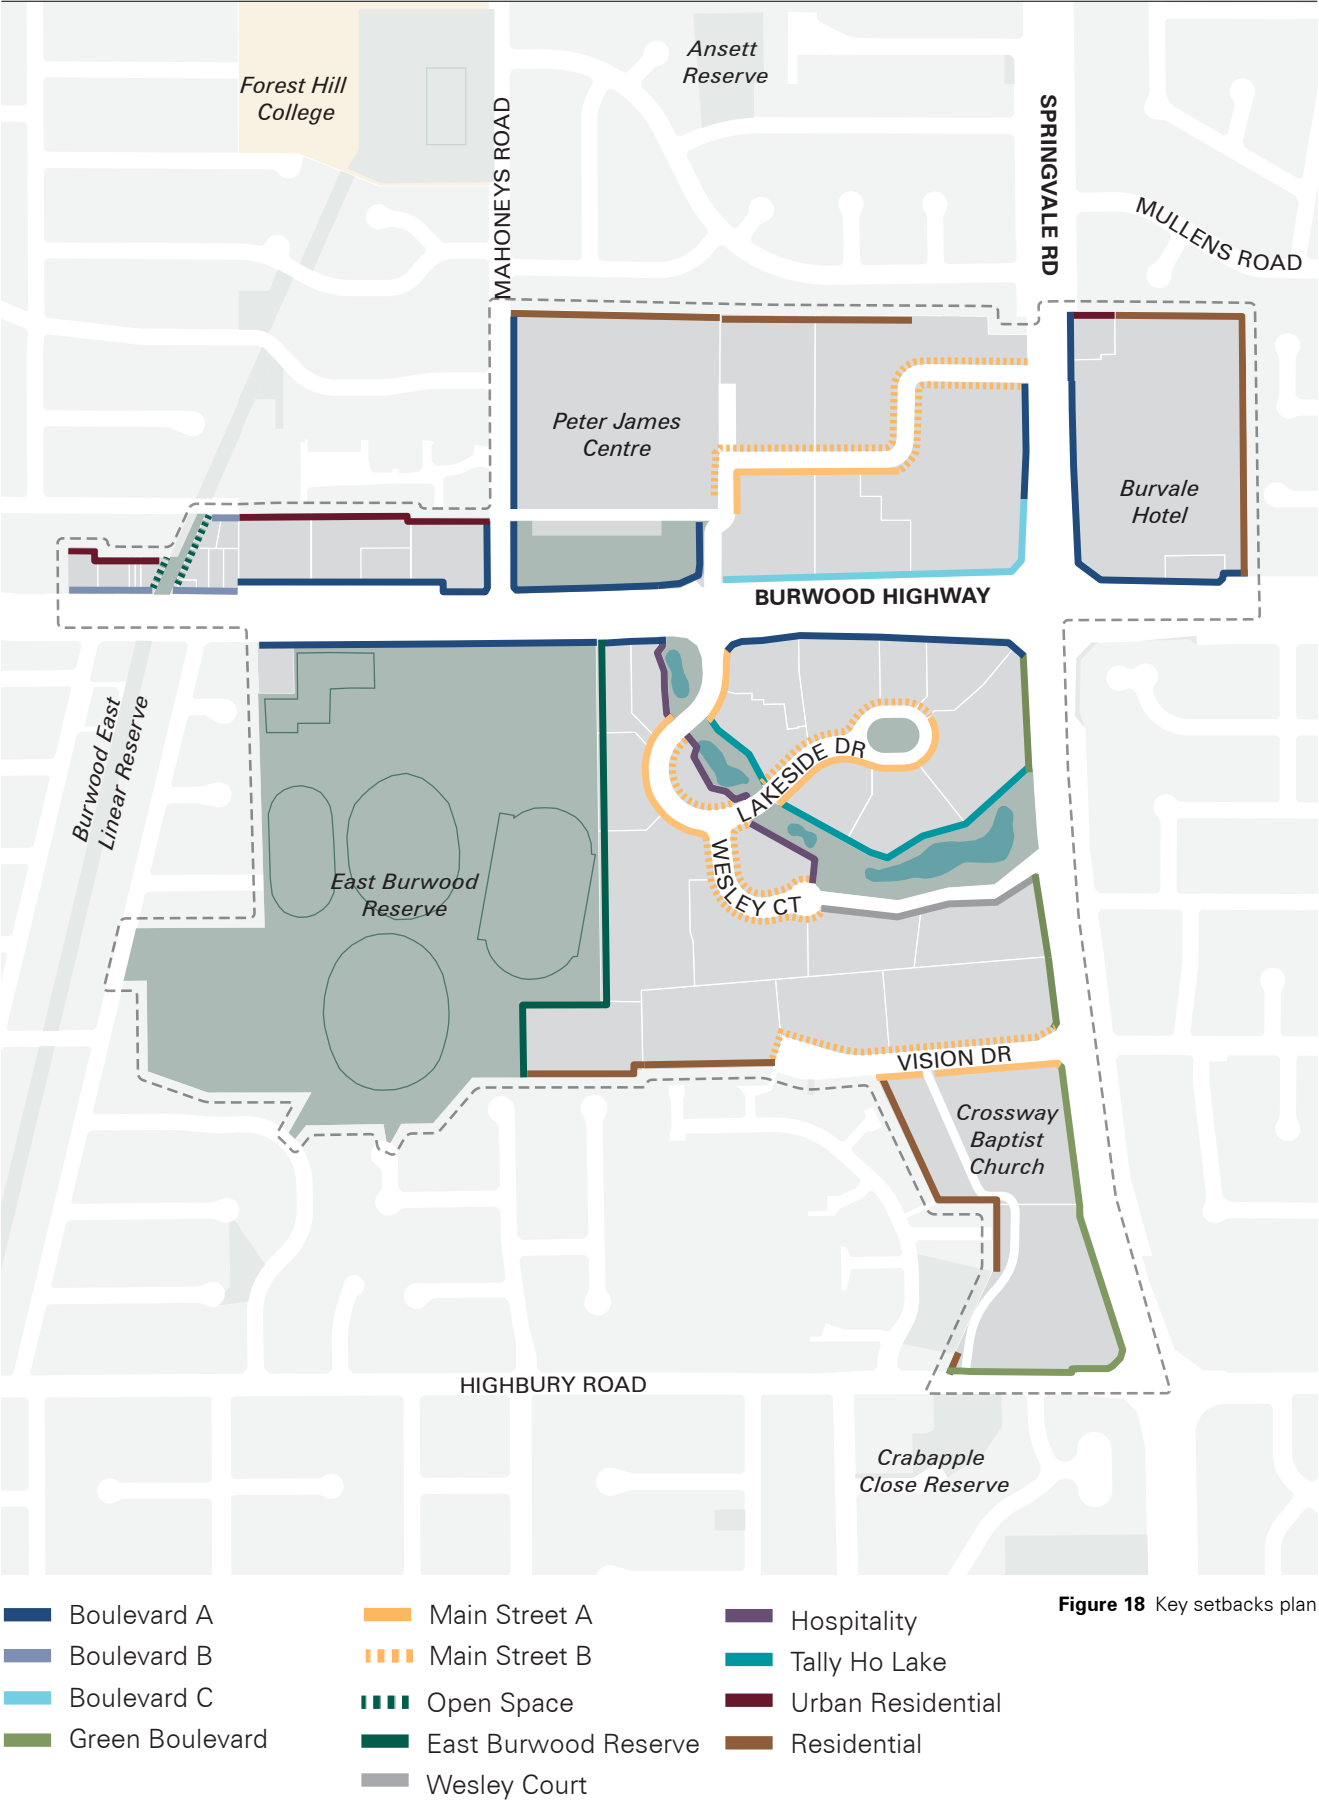 Ansett
Reserve
Forest Hill
College
MAHONEYS ROAD
SPRINGVALE RD
MULLENS ROAD
Peter James
Centre
Burvale
Hotel
BURWOOD HIGHWAY
Burwood East
Linear Reserve
LAKESIDE DR
WESLEY CT
East Burwood
Reserve
VISION DR
Crossway
Baptist
Church
HIGHBURY ROAD
Crabapple
Close Reserve
Figure 18 Key setbacks plan
Boulevard A
Boulevard B
Boulevard C
Green Boulevard
Main Street A
Main Street B
Open Space
East Burwood Reserve
Wesley Court
Hospitality
Tally Ho Lake
Urban Residential
Residential